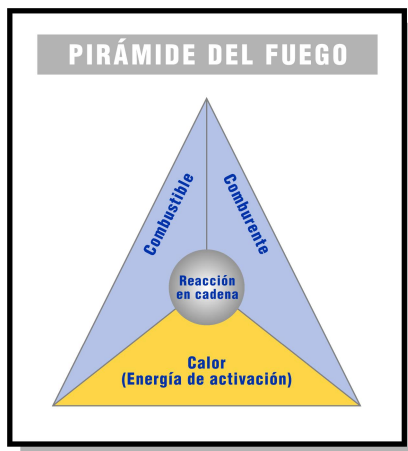 PIRÁMIDE DEL FUEGO
Combustible
Comburente
Reacción
en cadena
Calor
(Energía de activación)